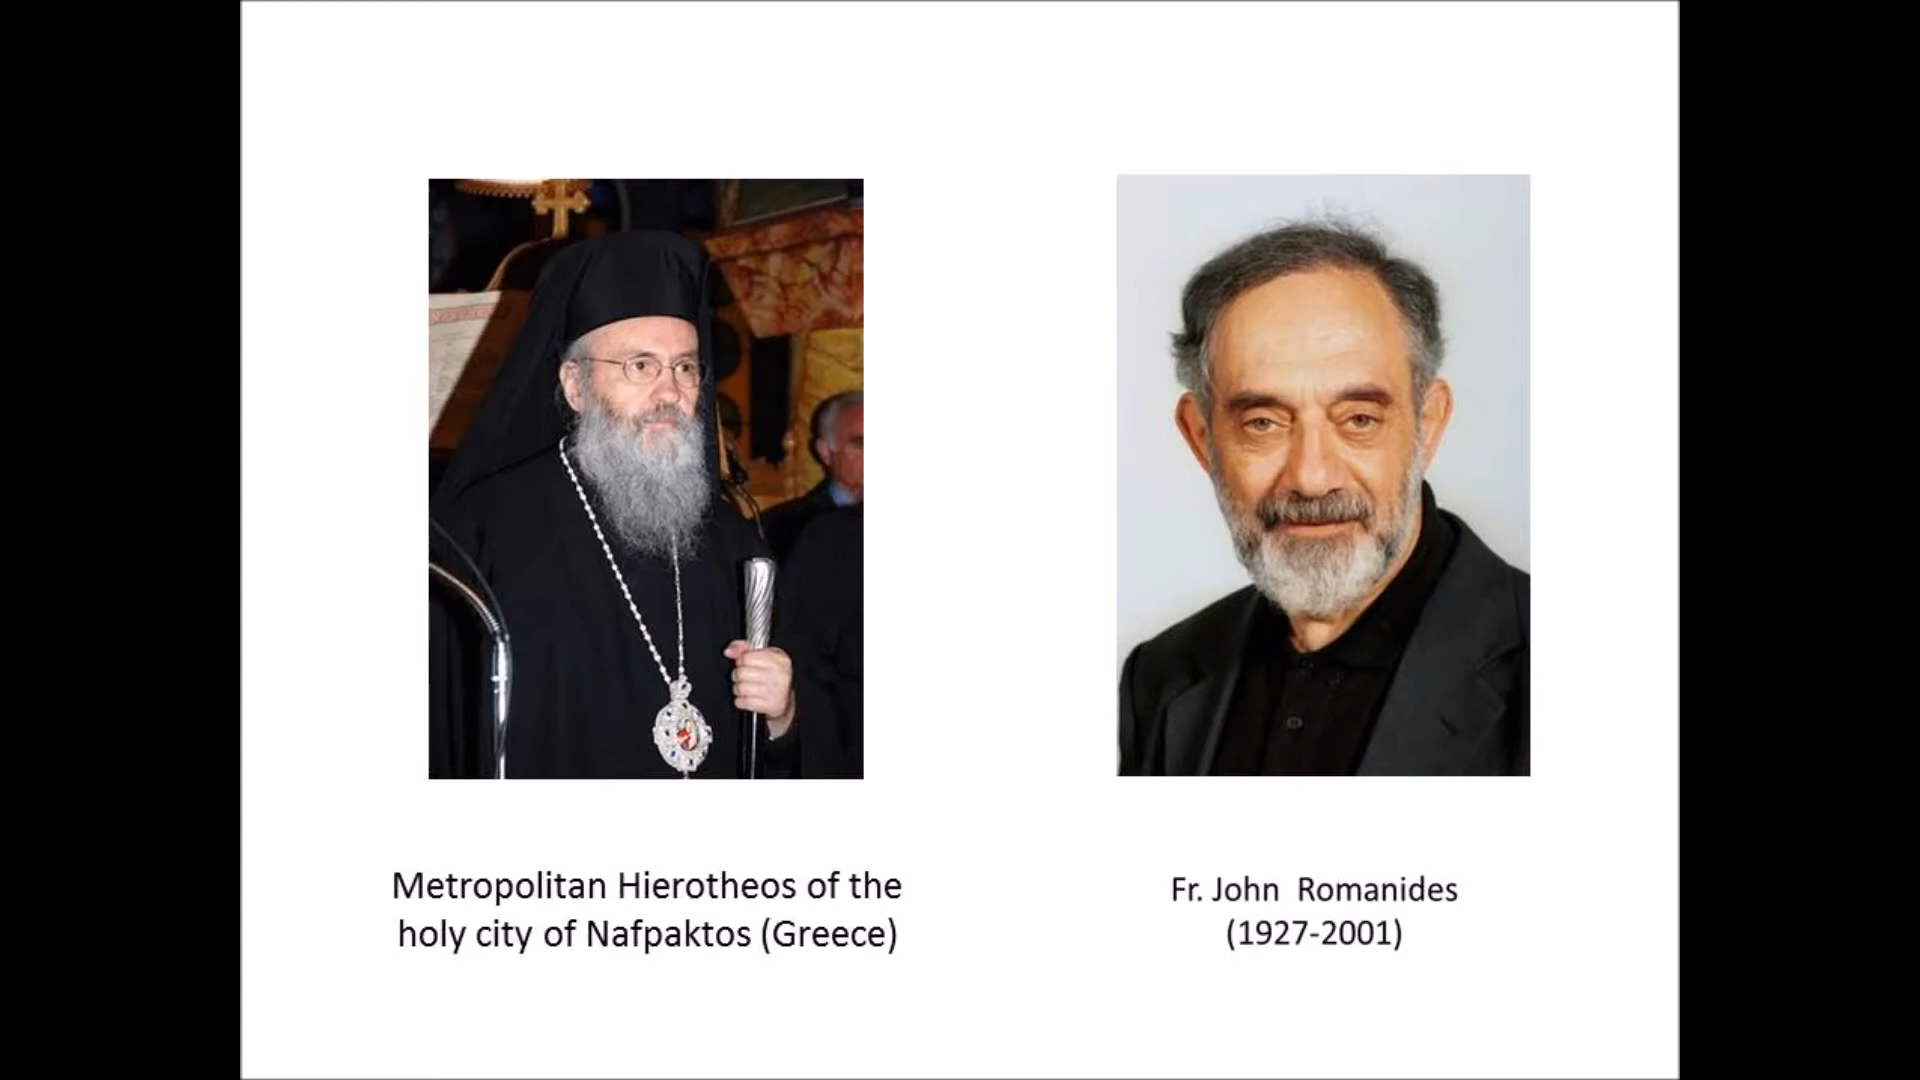 Metropolitan Hierotheos of the
holy city of Nafpaktos (Greece)
Fr. John Romanides
(1927-2001)